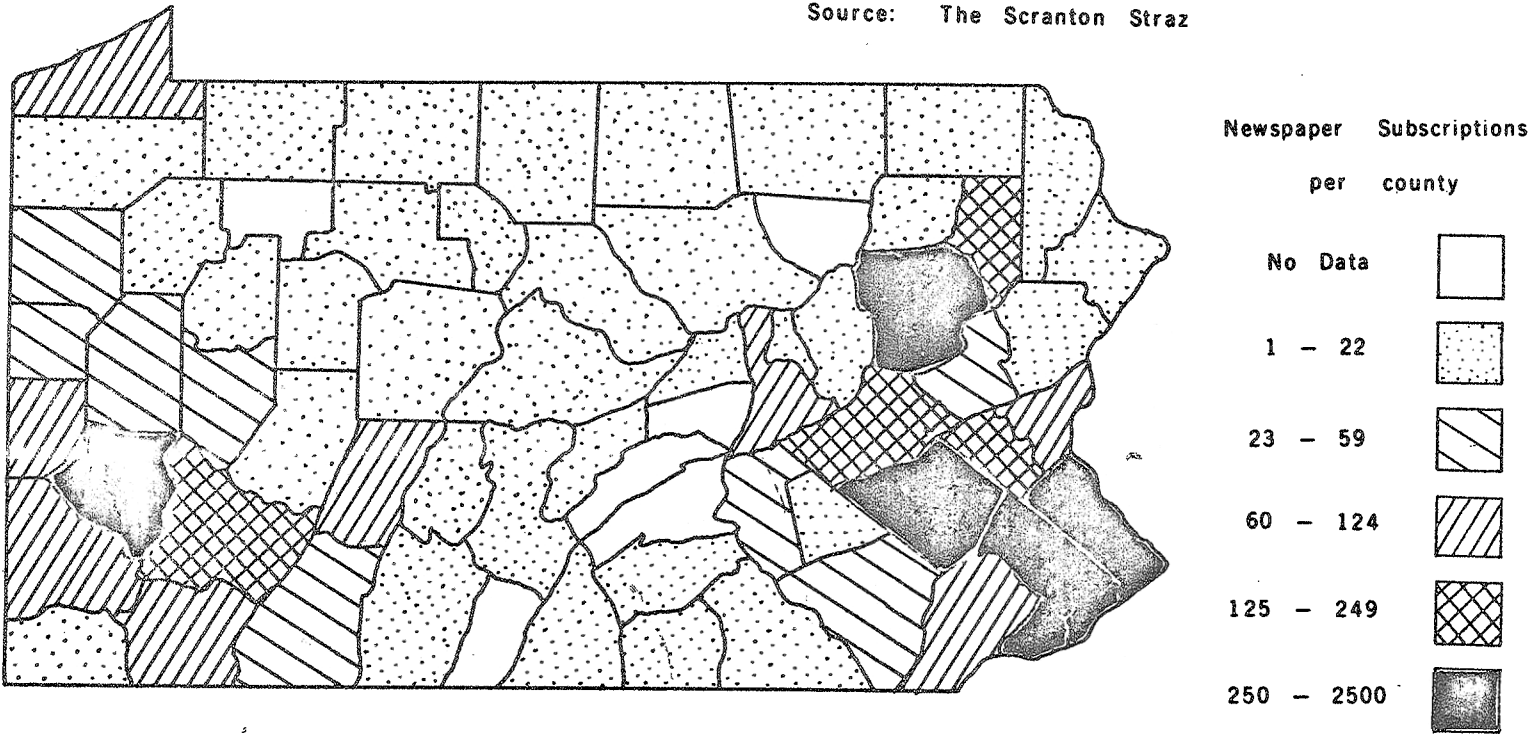 Source: The Scranton Straz
Newspaper Subscriptions
per county
No Data
1 – 22
23 – 59
60 – 124
125 – 249
250 – 2500